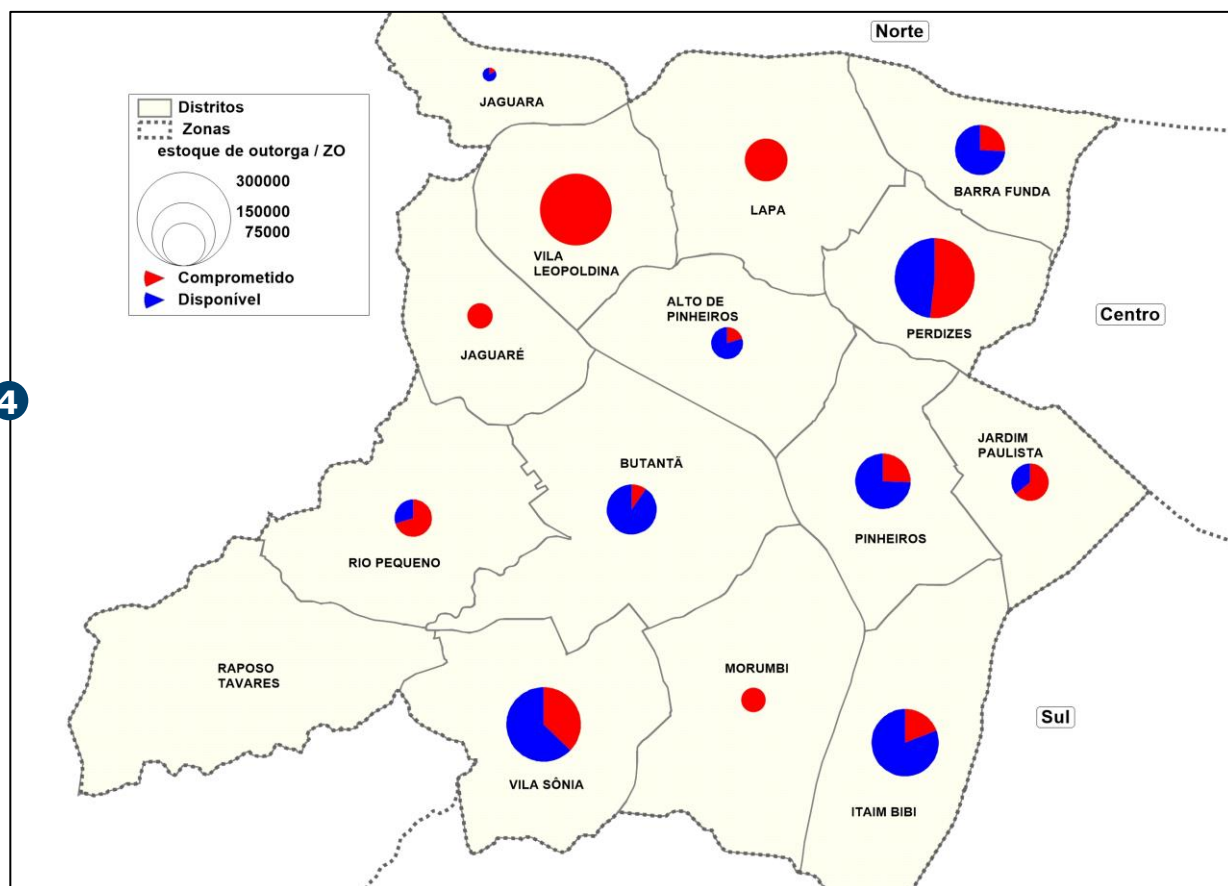 Norte
JAGUARA
Distritos
Zonas
estoque de outorga / ZO
300000
150000
75000
Comprometido
Disponível
BARRA FUNDA
LAPA
VILA
LEOPOLDINA
ALTO DE
PINHEIROS
PERDIZES
Centro
JAGUARÉ
4
BUTANTÃ
JARDIM
PAULISTA
PINHEIROS
RIO PEQUENO
RAPOSO
TAVARES
MORUMBI
Sul
VILA SÔNIA
ITAIM BIBI